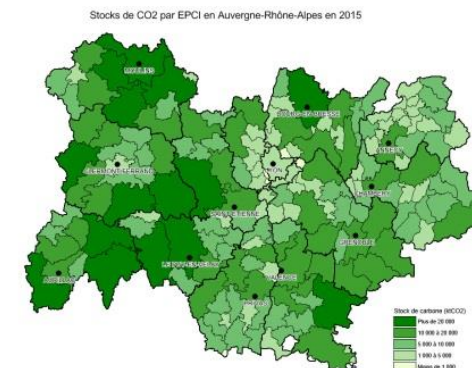 Stocks de CO2 par EPCI en Auvergne-Rhône-Alpes en 2015
MOULINS
BOURG-EN-BRESSE
ANNECY
CLERMONT-FERRAND
LYON
CHAMBERY
SAINT-ETIENNE
GRENOBLE
LE PUY-EN-VELAY
AURILLAC
VALENCE
PRIVAS
Stock de carbone (ktCO2)
Plus de 20 000
10 000 à 20 000
5 000 à 10 000
1 000 à 5 000
Moins de 1 000